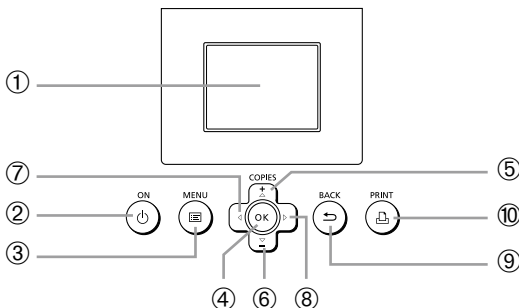 ①
⑦
COPIES
+
⑤
②
ON
MENU
OK
BACK
PRINT
⑩
③
−
⑨
④
⑥
⑧